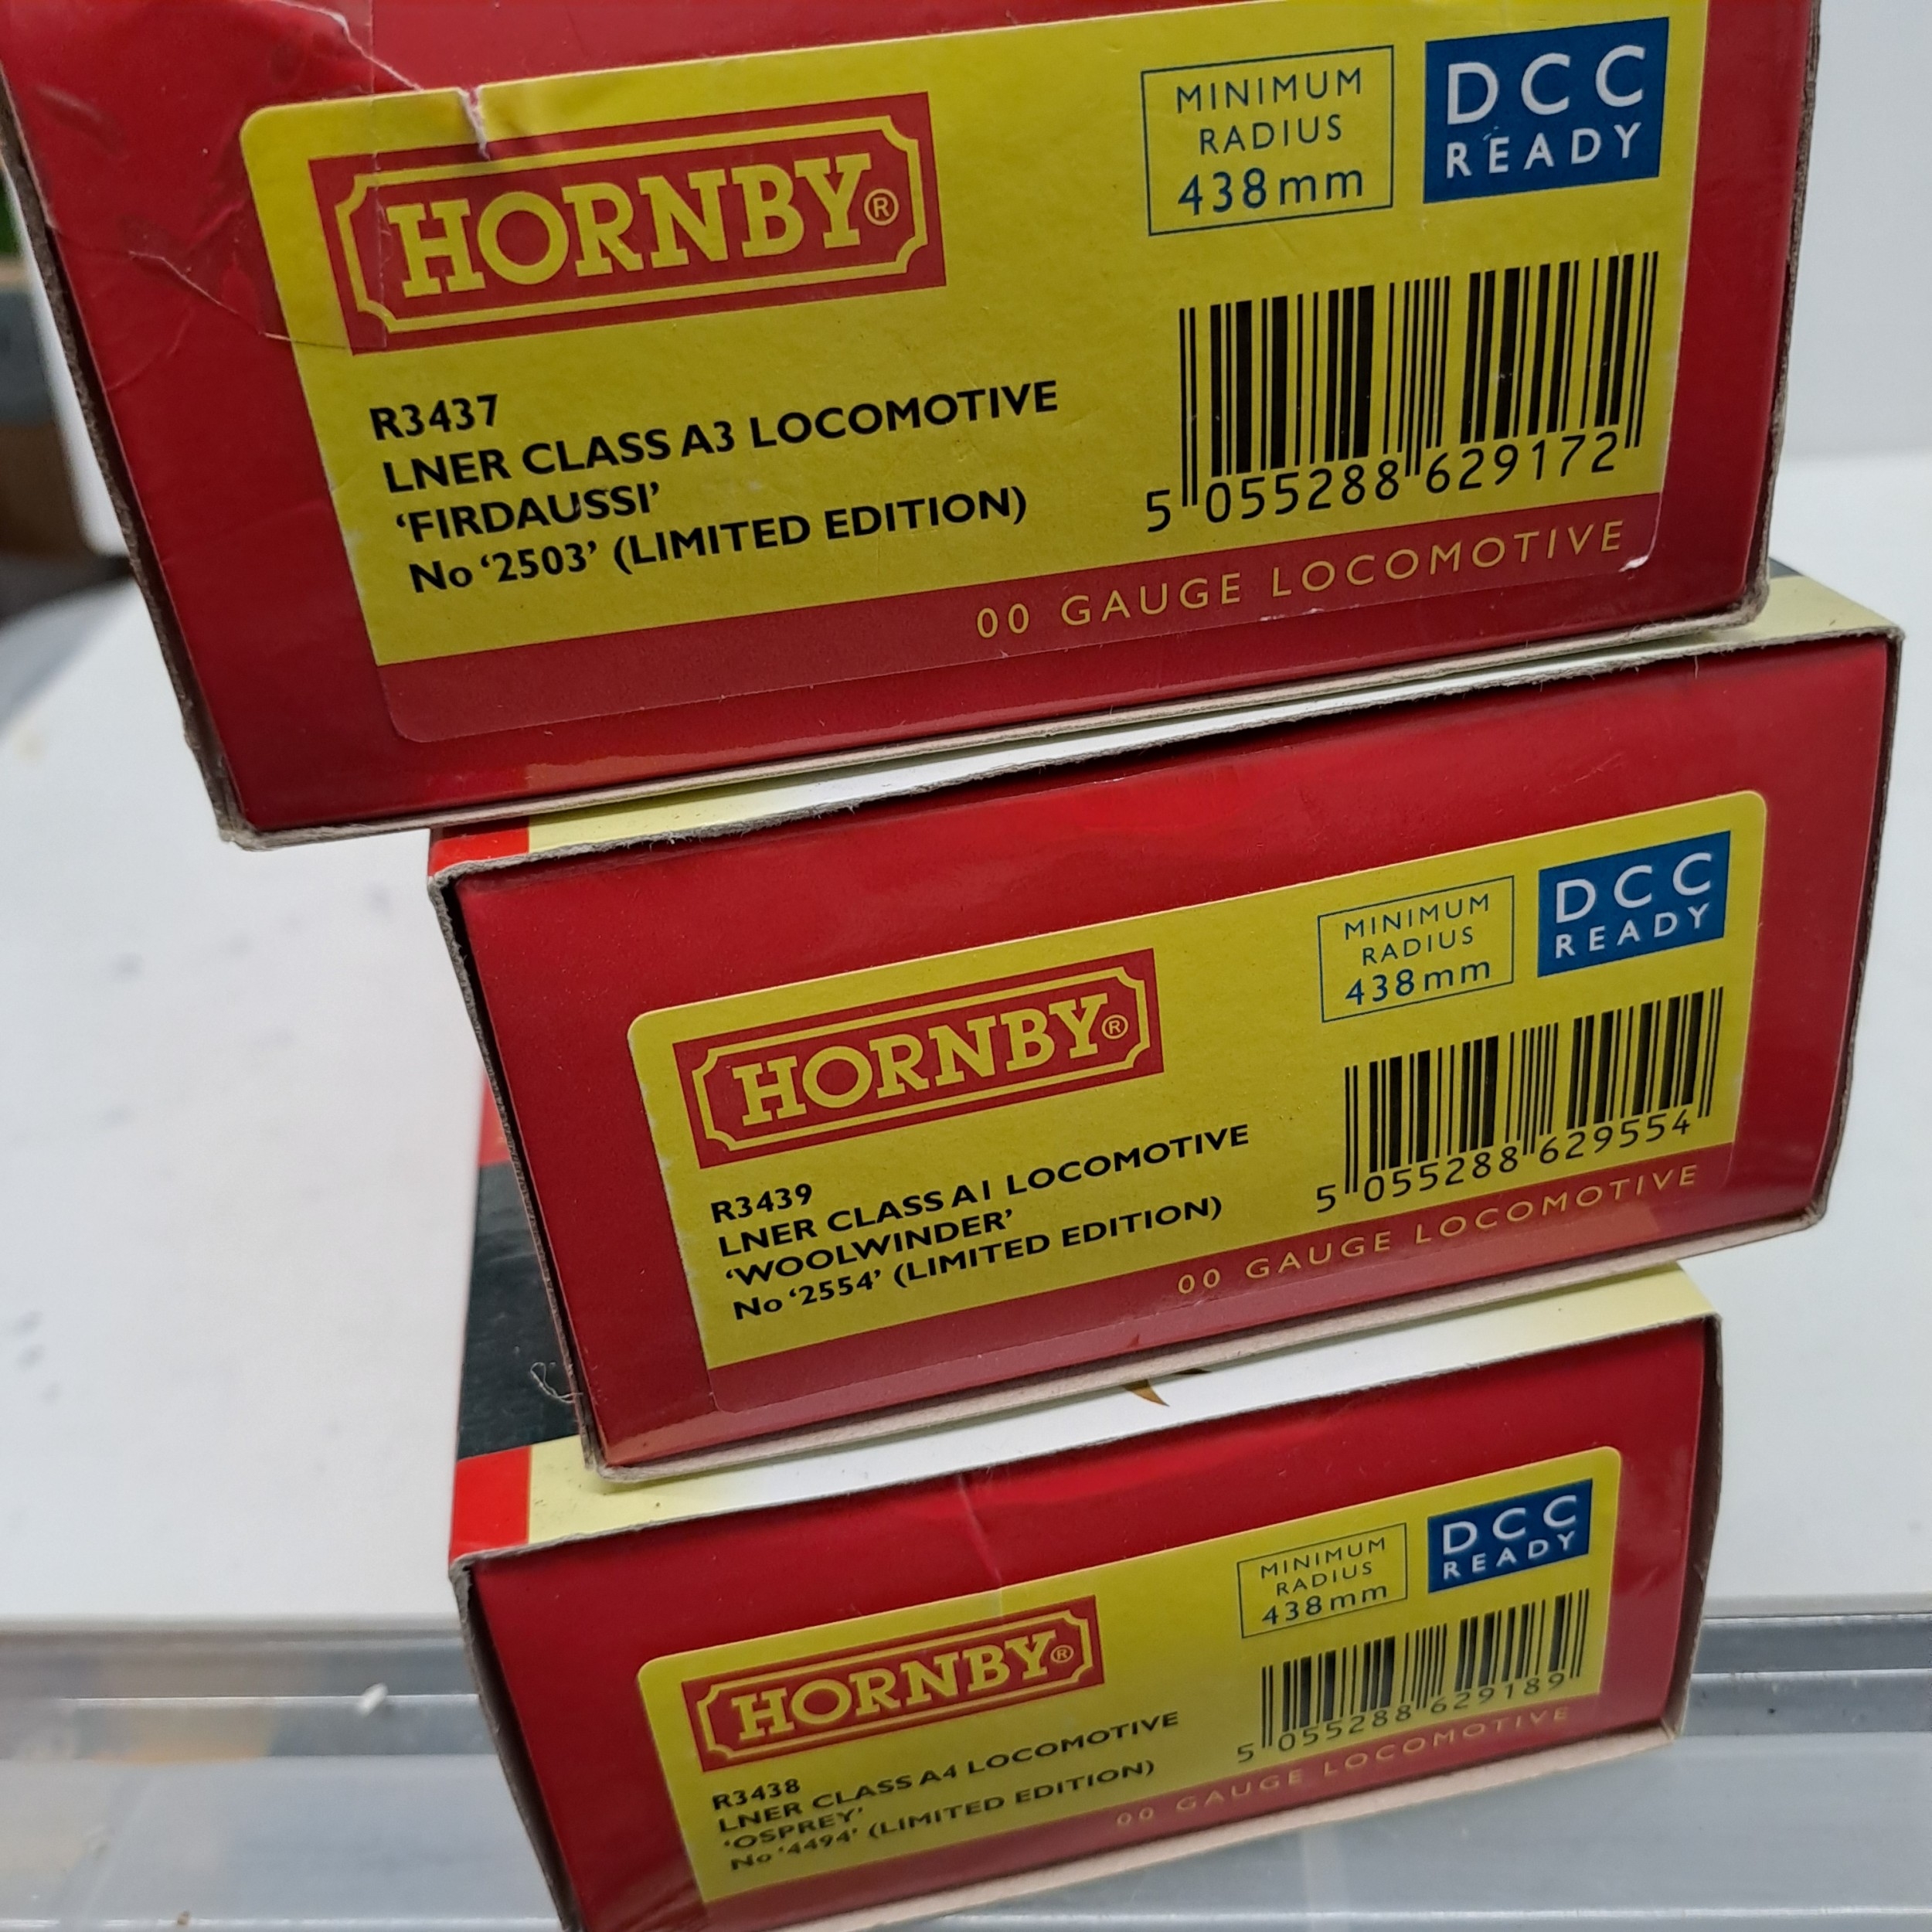 HORNBY®
MINIMUM
RADIUS
438mm
DCC
READY
R3437
LNER CLASS A3 LOCOMOTIVE
‘FIRDAUSSI’
No ‘2503’ (LIMITED EDITION)
5 055288 629172
00 GAUGE LOCOMOTIVE
HORNBY®
MINIMUM
RADIUS
438mm
DCC
READY
R3439
LNER CLASS A1 LOCOMOTIVE
‘WOOLWINDER’
No ‘2554’ (LIMITED EDITION)
5 055288 629554
00 GAUGE LOCOMOTIVE
HORNBY®
MINIMUM
RADIUS
438mm
DCC
READY
R3438
LNER CLASS A4 LOCOMOTIVE
‘OSPREY’
No ‘4494’ (LIMITED EDITION)
5 055288 629189
00 GAUGE LOCOMOTIVE